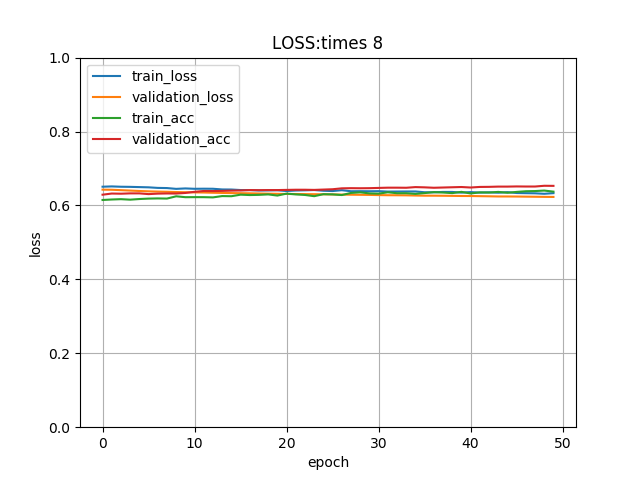 LOSS:times 8
1.0
train_loss
validation_loss
train_acc
validation_acc
0.8
0.6
loss
0.4
0.2
0.0
0 10 20 30 40 50
epoch